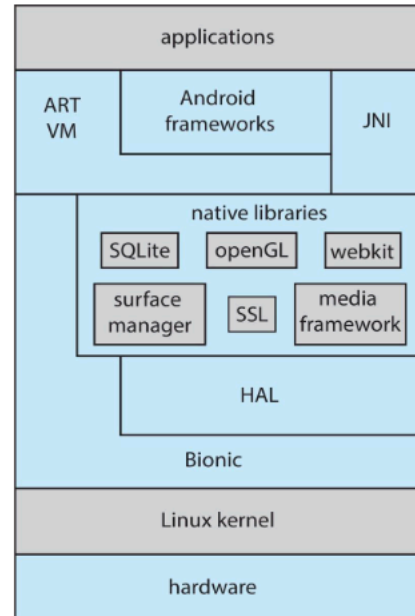 applications
ART
VM
Android
frameworks
JNI
native libraries
SQLite
openGL
webkit
surface
manager
SSL
media
framework
HAL
Bionic
Linux kernel
hardware